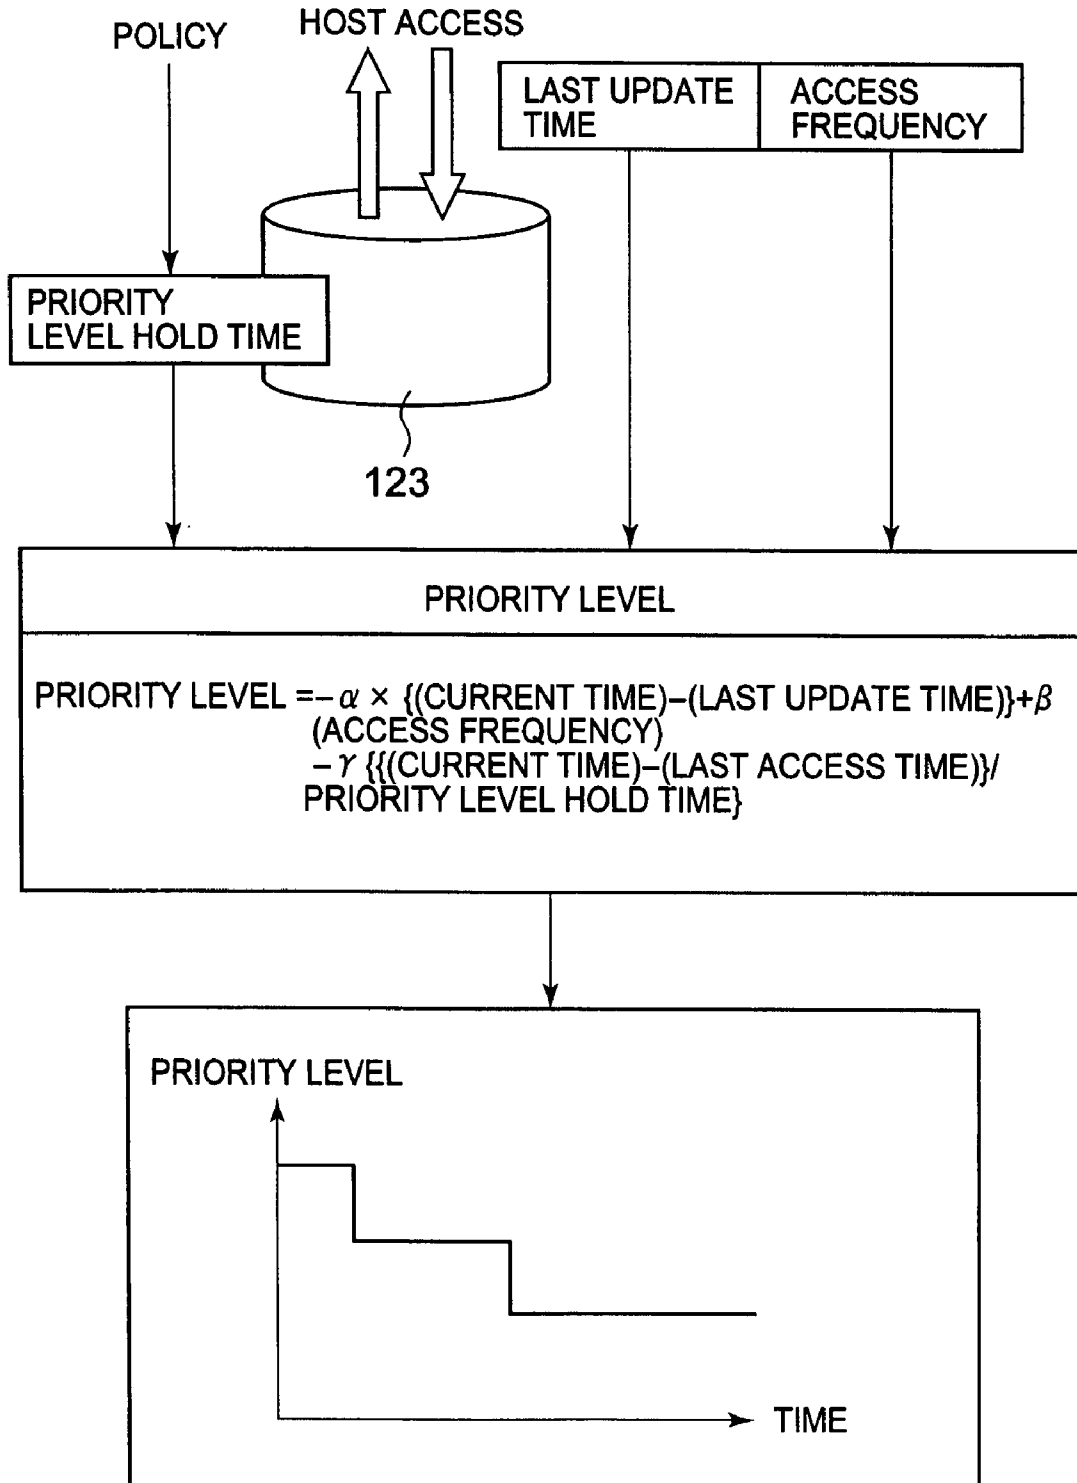 POLICY
HOST ACCESS
LAST UPDATE
TIME
ACCESS
FREQUENCY
PRIORITY
LEVEL HOLD TIME
123
PRIORITY LEVEL
PRIORITY LEVEL =−α × {(CURRENT TIME)−(LAST UPDATE TIME)}+β
(ACCESS FREQUENCY)
−γ {{((CURRENT TIME)−(LAST ACCESS TIME)}/
PRIORITY LEVEL HOLD TIME}
PRIORITY LEVEL
TIME